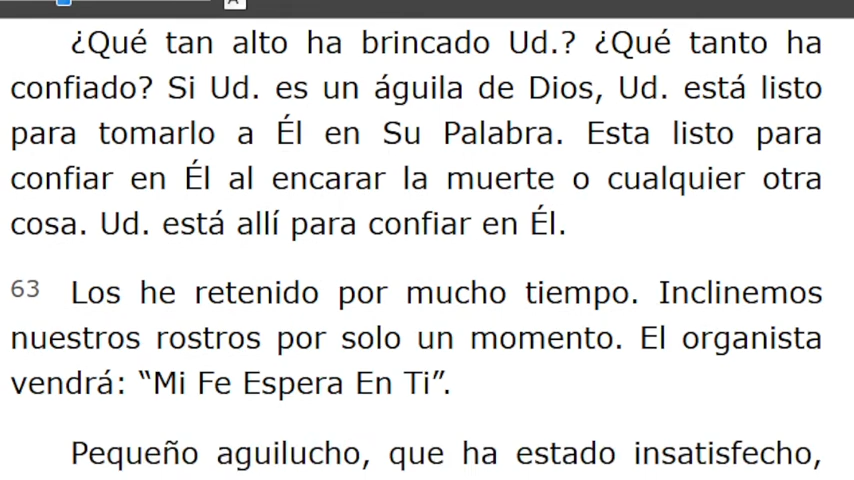 ¿Qué tan alto ha brincado Ud.? ¿Qué tanto ha
confiado? Si Ud. es un águila de Dios, Ud. está listo
para tomarlo a Él en Su Palabra. Esta listo para
confiar en Él al encarar la muerte o cualquier otra
cosa. Ud. está allí para confiar en Él.
63 Los he retenido por mucho tiempo. Inclinemos
nuestros rostros por solo un momento. El organista
vendrá: “Mi Fe Espera En Ti”.
Pequeño aguilucho, que ha estado insatisfecho,